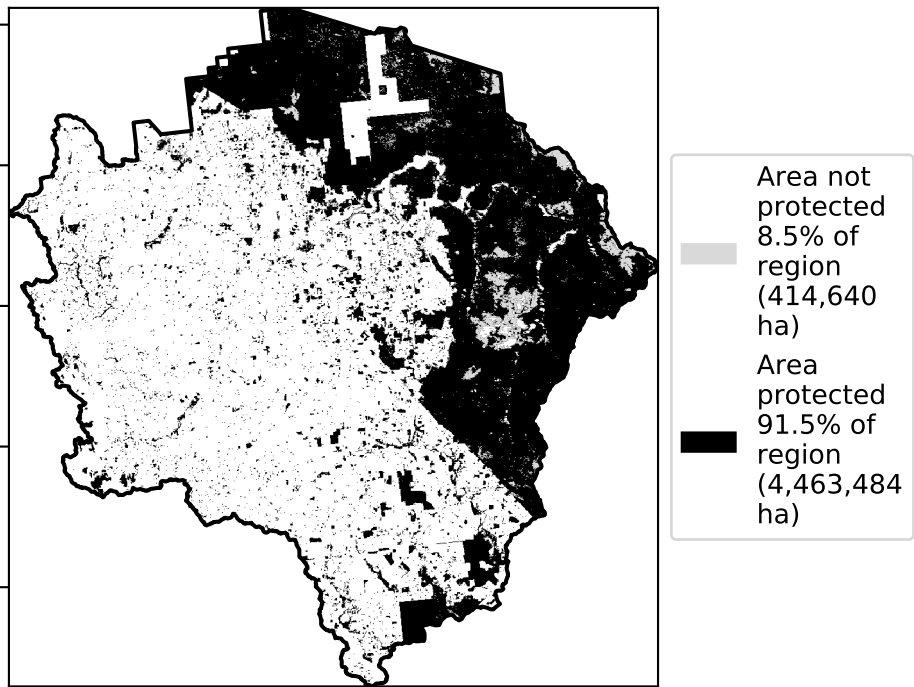 Area not
protected
8.5% of
region
(414,640
ha)
Area
protected
91.5% of
region
(4,463,484
ha)